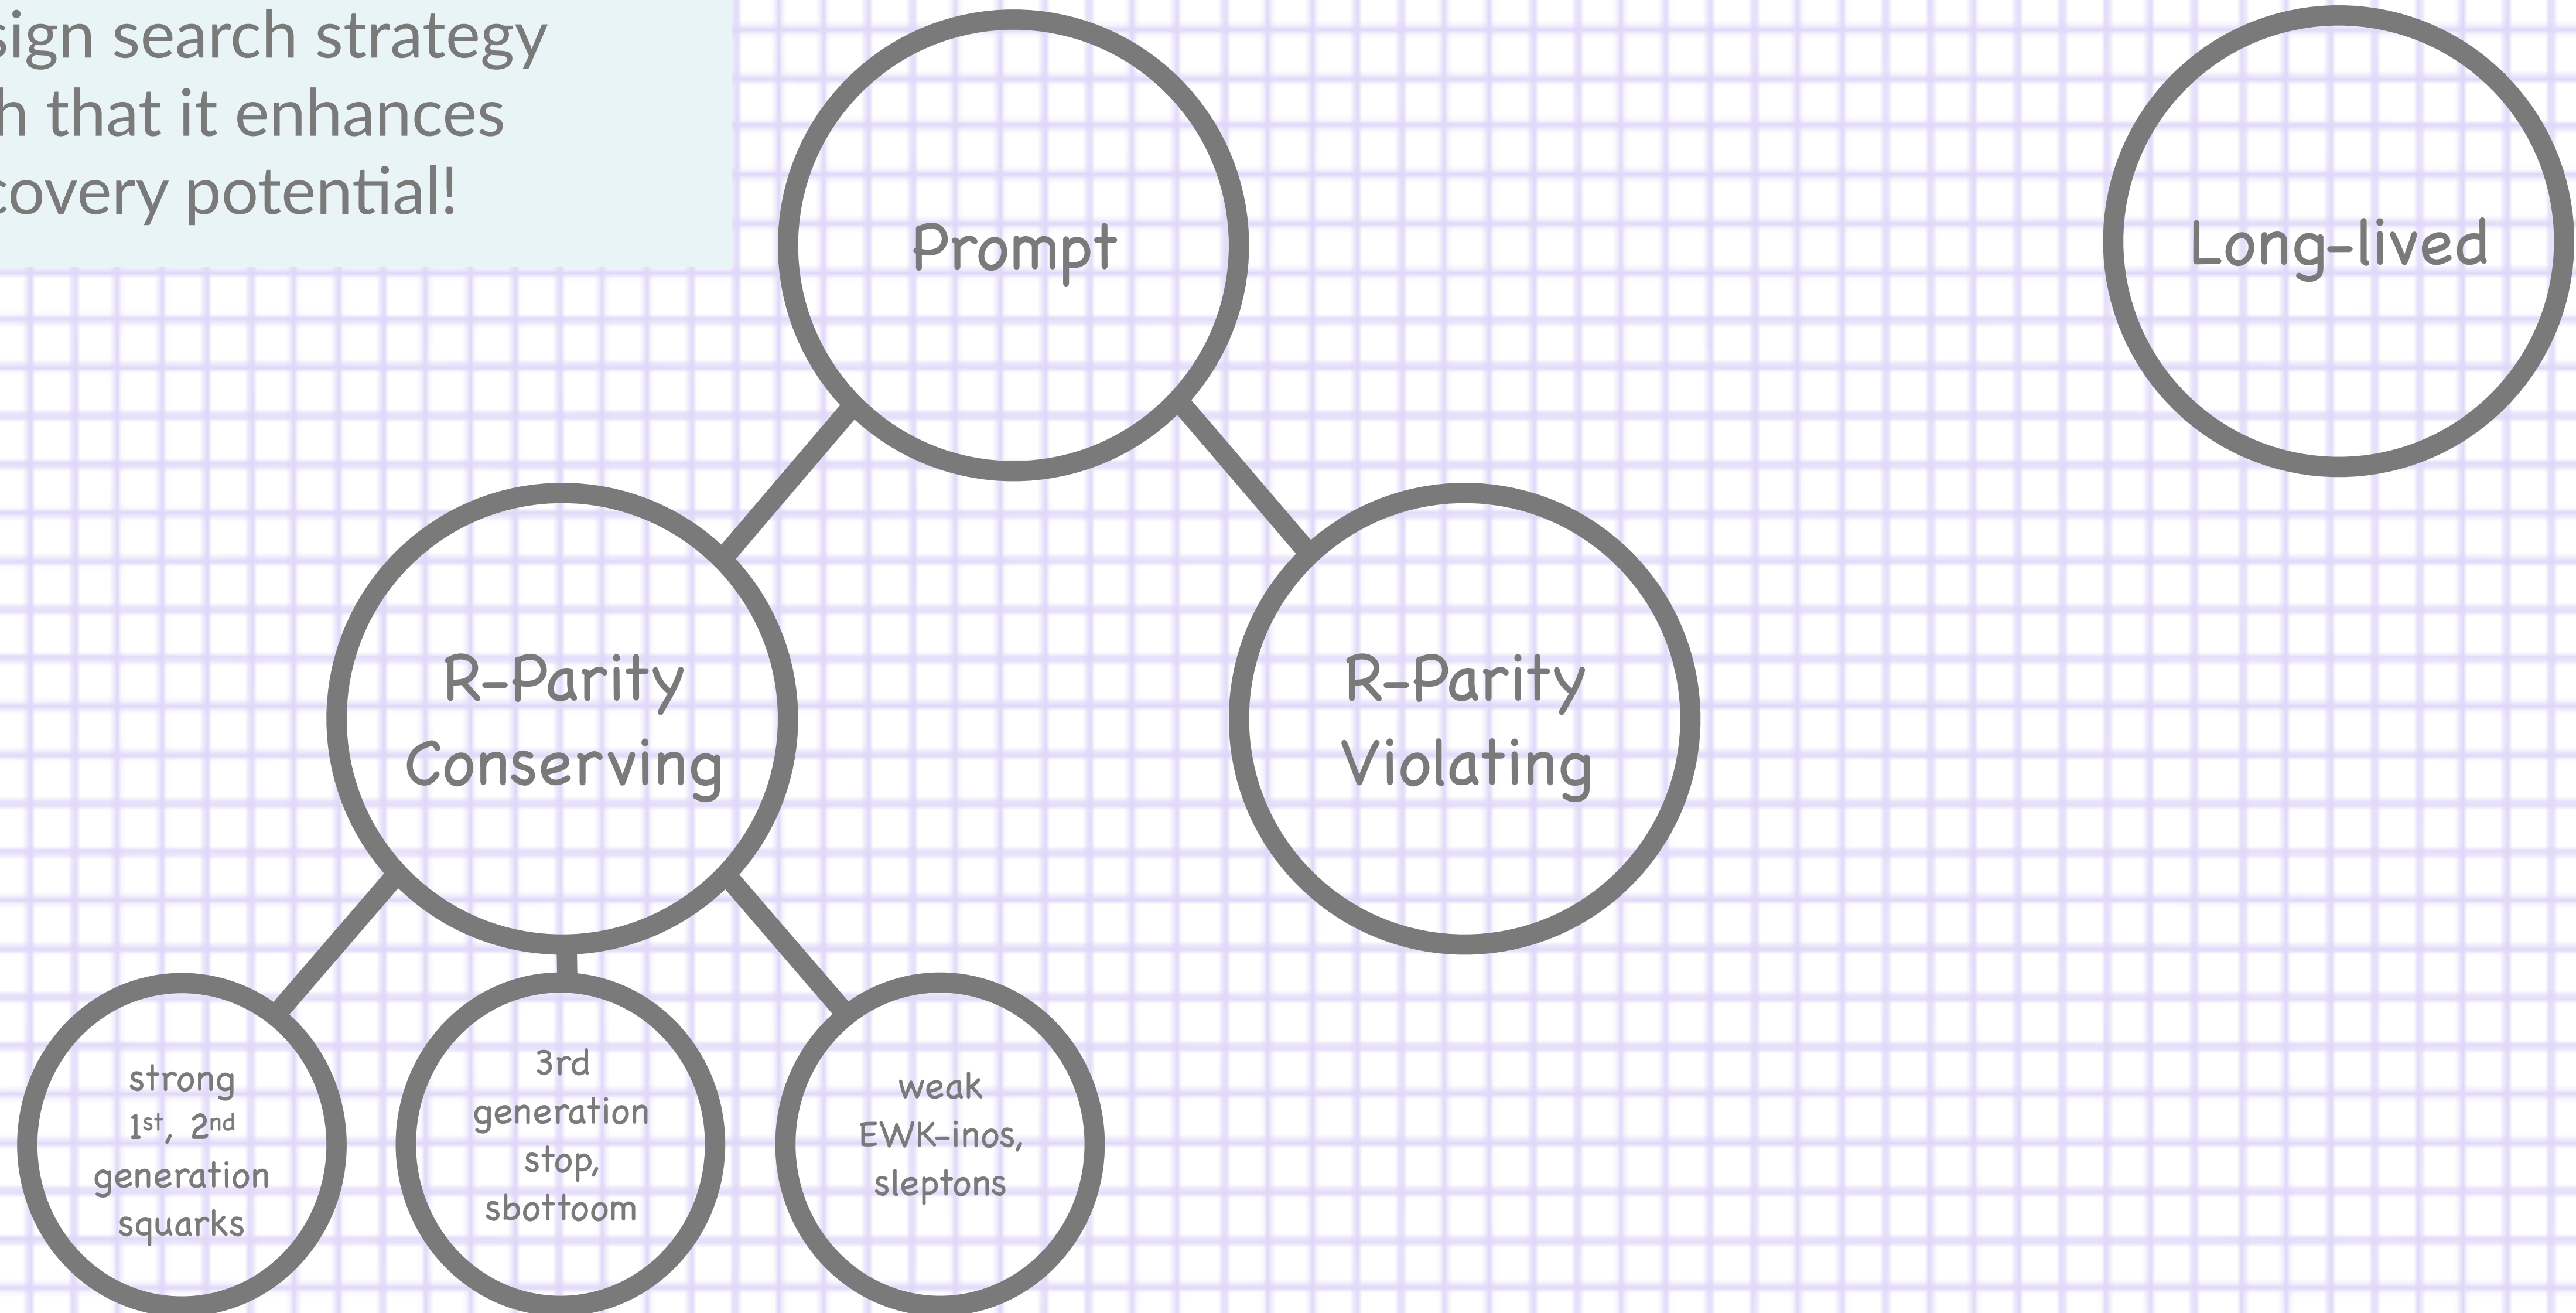 sign search strategy
h that it enhances
covery potential!
Prompt
Long-lived
R-Parity
Conserving
R-Parity
Violating
strong
1st, 2nd
generation
squarks
3rd
generation
stop,
sbottoom
weak
EWK-inos,
sleptons